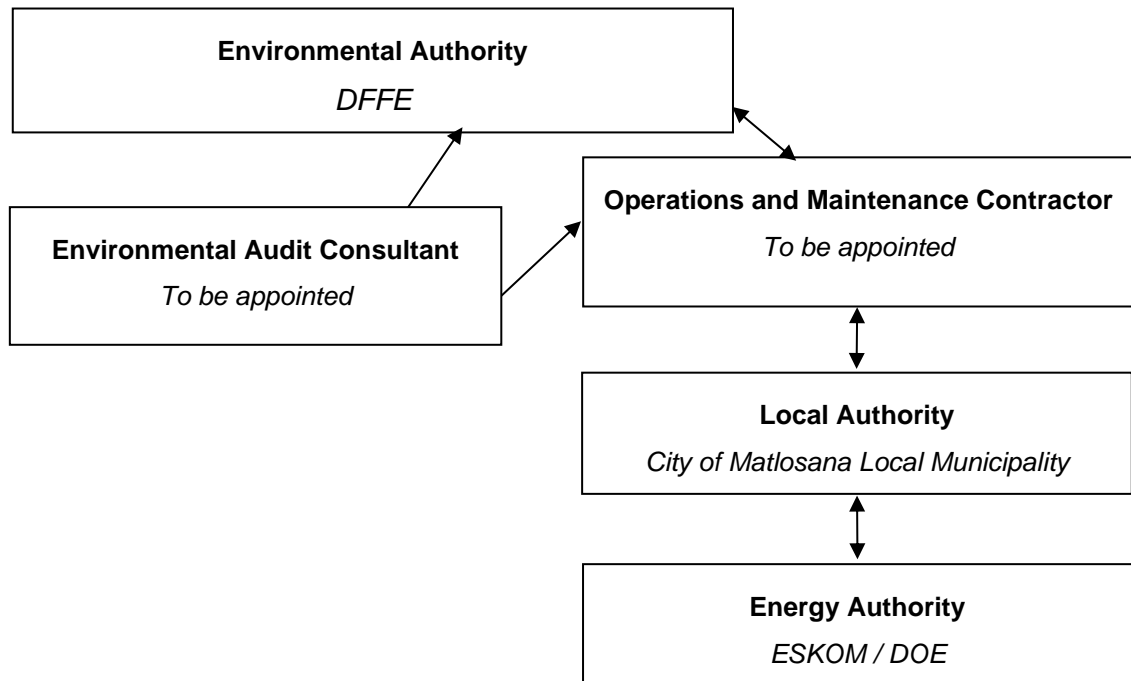 Environmental Authority
DFFE
Operations and Maintenance Contractor
To be appointed
Environmental Audit Consultant
To be appointed
Local Authority
City of Matlosana Local Municipality
Energy Authority
ESKOM / DOE